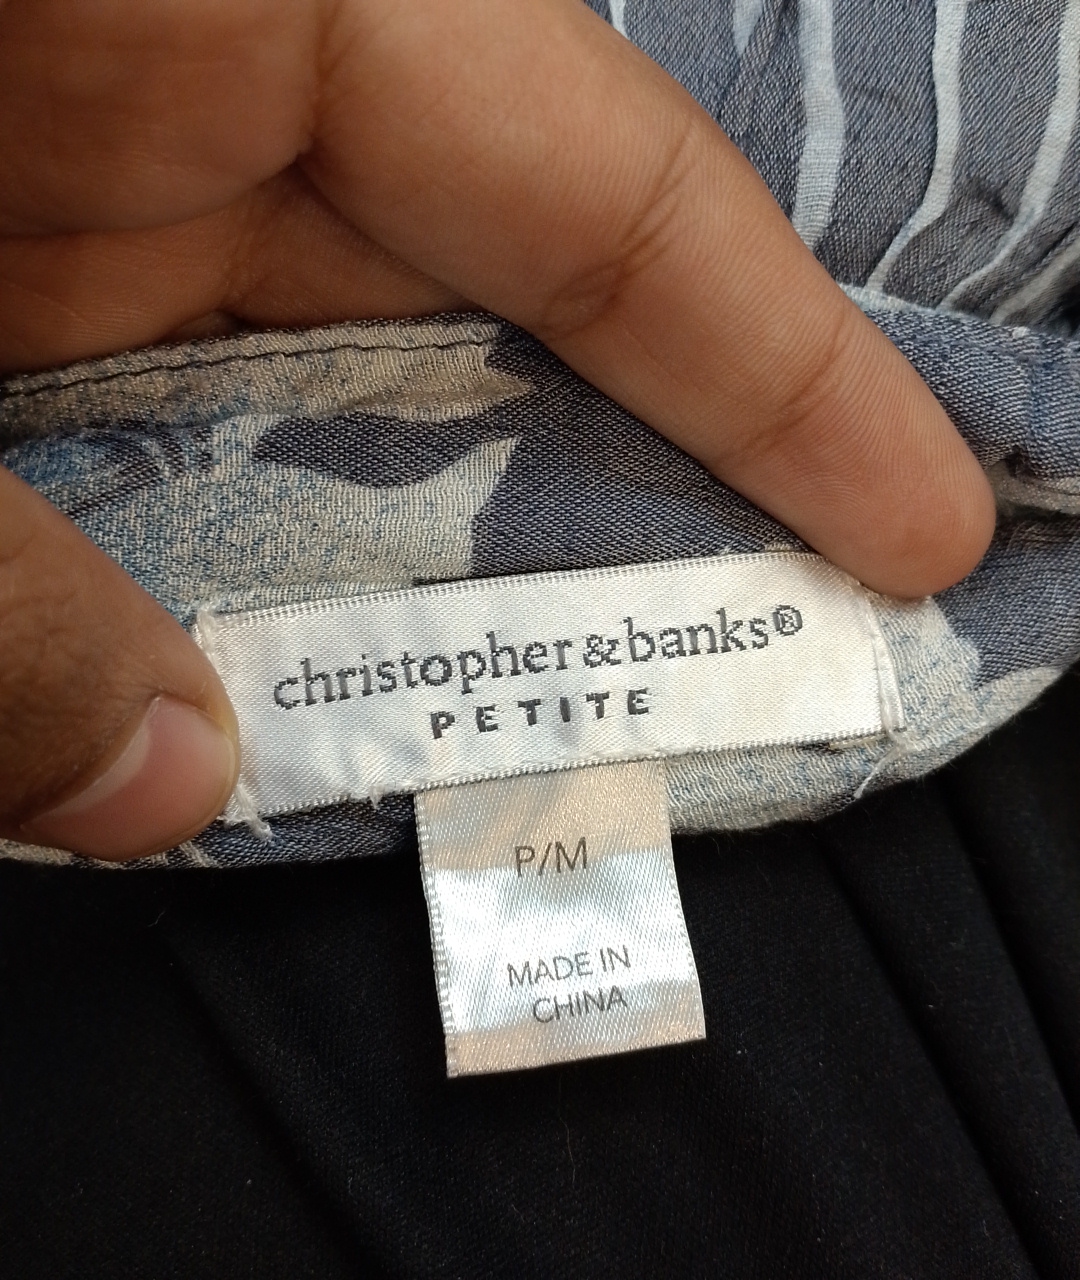 christopher & banks®
PETITE
P/M
MADE IN
CHINA